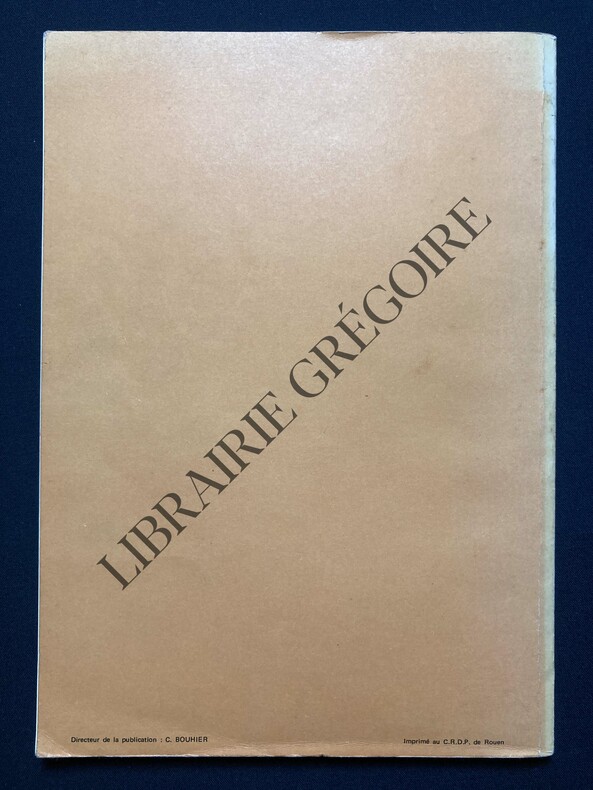 LIBRAIRIE GRÉGOIRE
Directeur de la publication : C. BOUHIER
Imprimé au C.R.D.P. de Rouen